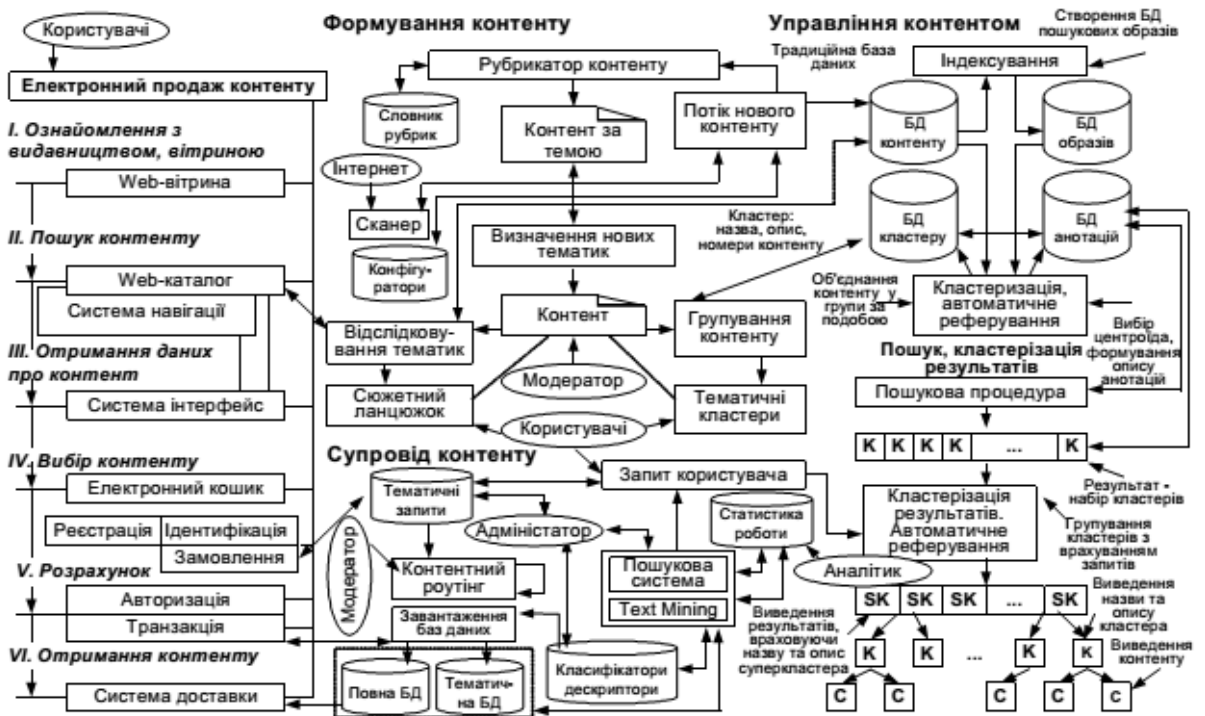 Користувачі
Електронний продаж контенту
I. Ознайомлення з
видавництвом, вітриною
Web-вітрина
II. Пошук контенту
Web-каталог
Система навігації
III. Отримання даних
про контент
Система інтерфейс
IV. Вибір контенту
Електронний кошик
Реєстрація
Ідентифікація
Замовлення
V. Розрахунок
Авторизація
Транзакція
VI. Отримання контенту
Система доставки
Формування контенту
Рубрикатор контенту
Словник
рубрик
Контент за
темою
Потік нового
контенту
Інтернет
Сканер
Конфігу-
ратори
Визначення нових
тематик
Кластер:
назва, опис,
номери контенту
Контент
Відслідкову-
вання тематик
Групування
контенту
Модератор
Сюжетний
ланцюжок
Тематичні
кластери
Користувачі
Супровід контенту
Тематичні
запити
Запит користувача
Адміністатор
Статистика
роботи
Модератор
Контентний
роутінг
Пошукова
система
Text Mining
Завантаження
баз даних
Повна БД
Тематич-
на БД
Класифікатори
дескриптори
Управління контентом
Створення БД
пошукових образів
Традиційна база
даних
Індексування
БД
контенту
БД
образів
БД
кластеру
БД
анотацій
Об'єднання
контенту у
групи за
подобою
Кластеризація,
автоматичне
реферування
Вибір
центроїда,
формування
опису
анотацій
Пошук, кластерізація
результатів
Пошукова процедура
К К К К ... К
Результат -
набір кластерів
Кластерізація
результатів.
Автоматичне
реферування
Групування
кластерів з
врахуванням
запитів
Аналітик
SK SK SK ... SK
Виведення
назви та
опису
кластера
Виведення
результатів,
враховуючи
назву та опис
суперкластера
К К ... К К
Виведення
контенту
С С С С С